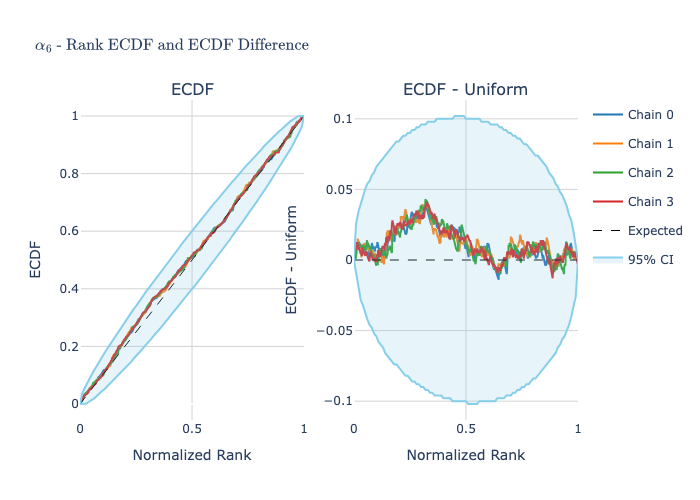 α₆ - Rank ECDF and ECDF Difference
ECDF
ECDF - Uniform
ECDF
1
0.8
0.6
0.4
0.2
0
0
0.5
1
Normalized Rank
ECDF - Uniform
0.1
0.05
0
−0.05
−0.1
0
0.5
1
Normalized Rank
Chain 0
Chain 1
Chain 2
Chain 3
Expected
95% CI